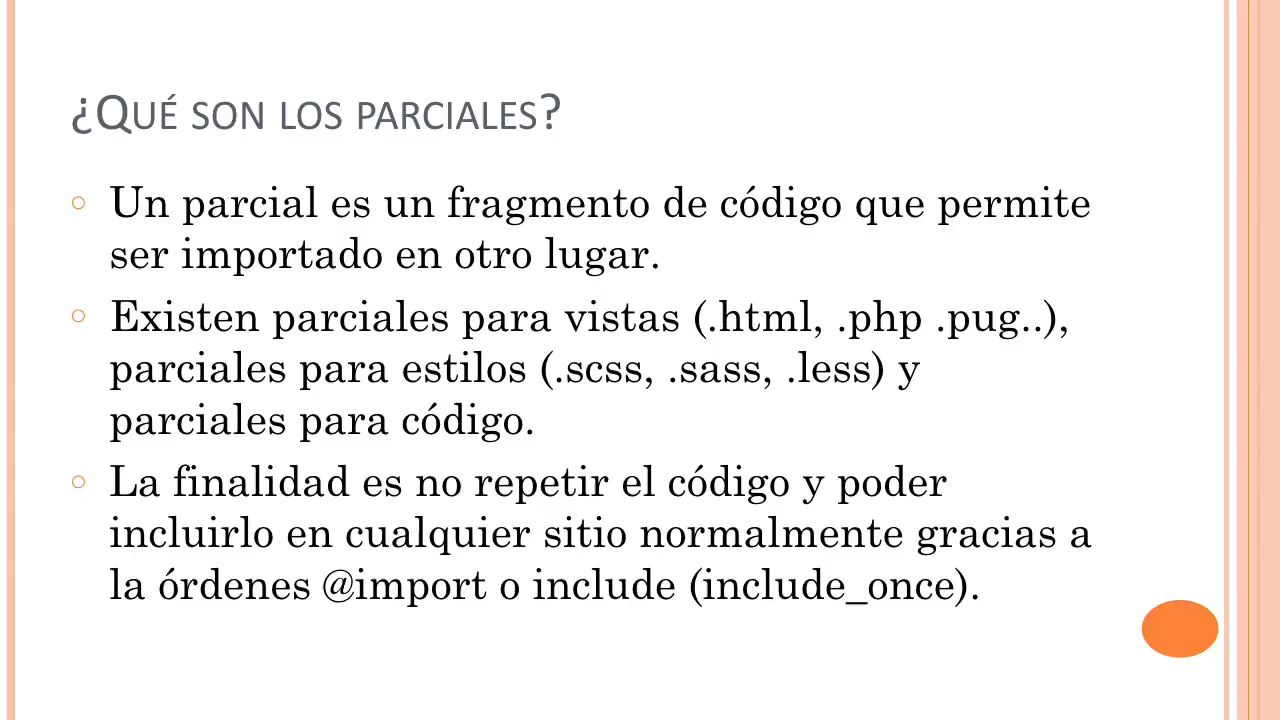 ¿Qué son los parciales?
Un parcial es un fragmento de código que permite
ser importado en otro lugar.
Existen parciales para vistas (.html, .php .pug..),
parciales para estilos (.scss, .sass, .less) y
parciales para código.
La finalidad es no repetir el código y poder
incluirlo en cualquier sitio normalmente gracias a
la órdenes @import o include (include_once).